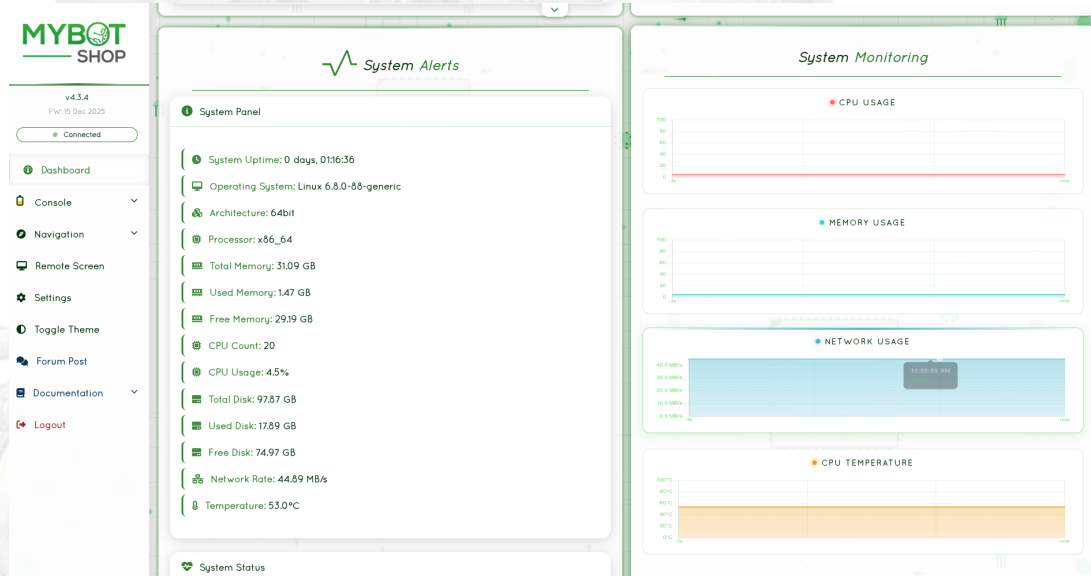 MYBOT
SHOP
v4.3.4
FW: 15 Dec 2025
Connected
Dashboard
Console
Navigation
Remote Screen
Settings
Toggle Theme
Forum Post
Documentation
Logout
System Alerts
System Panel
System Uptime: 0 days, 01:16:36
Operating System: Linux 6.8.0-88-generic
Architecture: 64bit
Processor: x86_64
Total Memory: 31.09 GB
Used Memory: 1.47 GB
Free Memory: 29.19 GB
CPU Count: 20
CPU Usage: 4.5%
Total Disk: 97.87 GB
Used Disk: 17.89 GB
Free Disk: 74.97 GB
Network Rate: 44.89 MB/s
Temperature: 53.0°C
System Status
System Monitoring
CPU USAGE
100
80
60
40
20
0
now
MEMORY USAGE
100
80
60
40
20
0
now
NETWORK USAGE
40.0 MB/s
30.0 MB/s
20.0 MB/s
10.0 MB/s
0.0 MB/s
now
CPU TEMPERATURE
100°C
80°C
60°C
40°C
20°C
0°C
now